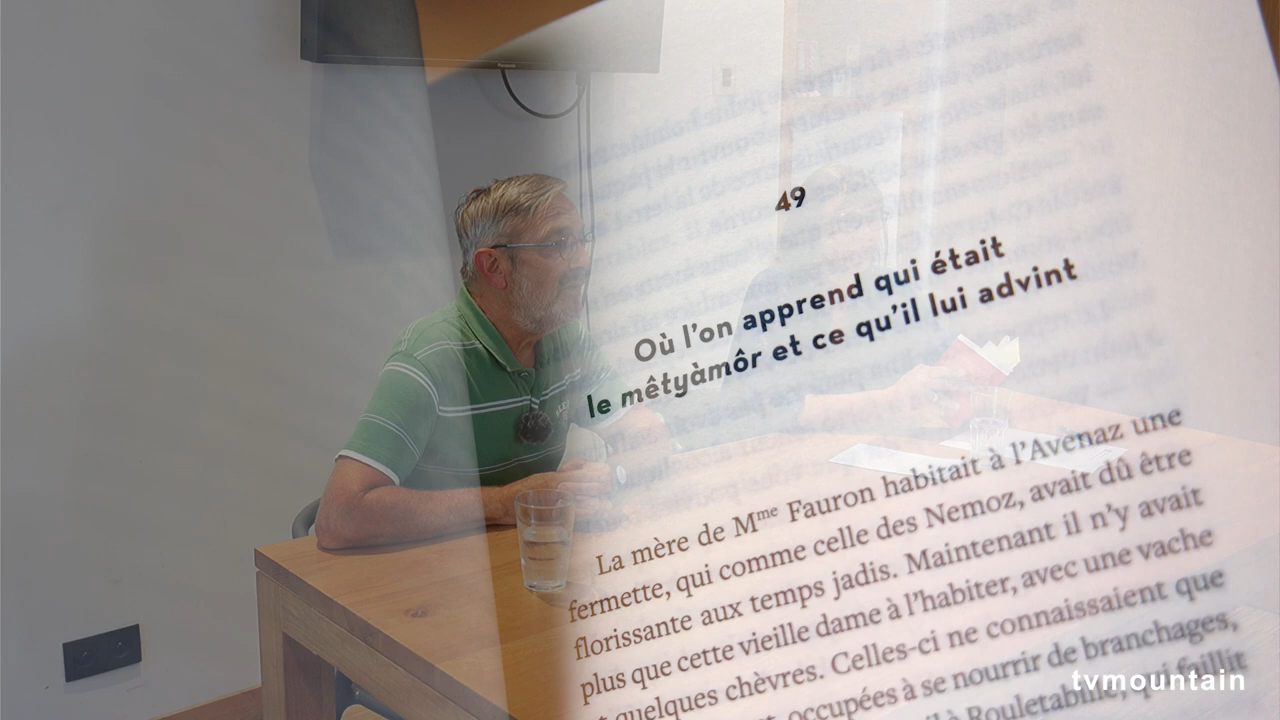 49
Où l'on apprend qui était
le mêtyàmôr et ce qu'il lui advint
La mère de Mme Fauron habitait à l'Avenaz une
fermette, qui comme celle des Nemoz, avait dû être
florissante aux temps jadis. Maintenant il n'y avait
plus que cette vieille dame à l'habiter, avec une vache
et quelques chèvres. Celles-ci ne connaissaient que
occupées à se nourrir de branchages,
à Rouletabille, qui faillit
tvmountain